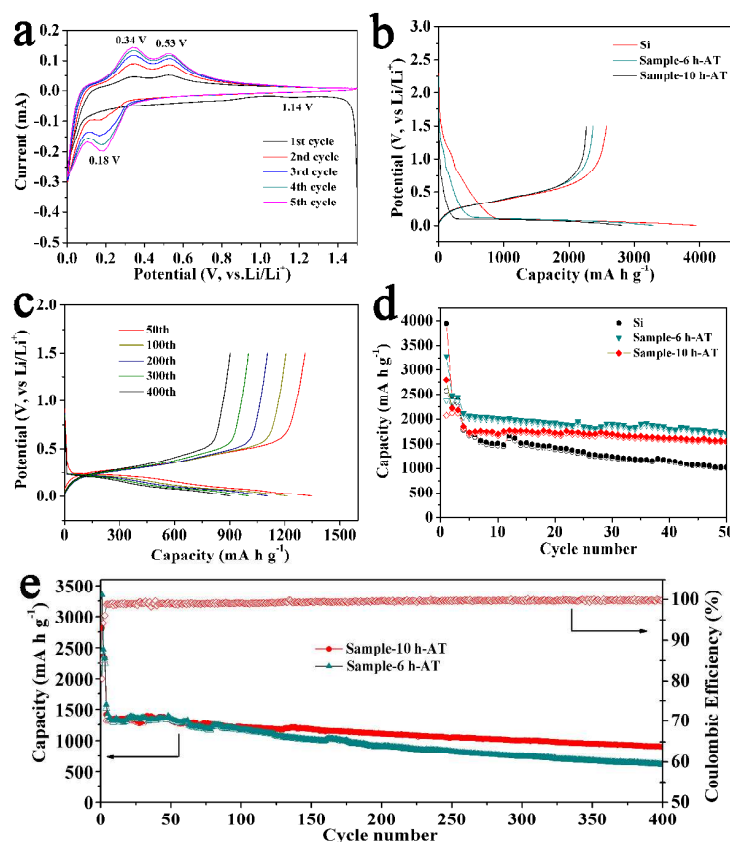 a
0.34 V
0.53 V
1.14 V
0.18 V
1st cycle
2nd cycle
3rd cycle
4th cycle
5th cycle
Current (mA)
0.2
0.1
0.0
-0.1
-0.2
-0.3
-0.4
-0.5
0.0 0.2 0.4 0.6 0.8 1.0 1.2 1.4
Potential (V, vs.Li/Li⁺)
b
Si
Sample-6 h-AT
Sample-10 h-AT
Potential (V, vs Li/Li⁺)
3.0
2.5
2.0
1.5
1.0
0.5
0.0
0 1000 2000 3000 4000
Capacity (mA h g⁻¹)
c
50th
100th
200th
300th
400th
Potential (V, vs Li/Li⁺)
2.0
1.5
1.0
0.5
0.0
0 300 600 900 1200 1500
Capacity (mA h g⁻¹)
d
Si
Sample-6 h-AT
Sample-10 h-AT
Capacity (mA h g⁻¹)
4000
3500
3000
2500
2000
1500
1000
500
0
0 10 20 30 40 50
Cycle number
e
Sample-10 h-AT
Sample-6 h-AT
Capacity (mA h g⁻¹)
3500
3000
2500
2000
1500
1000
500
0
0 25 50 75 100 125 150 175 200 225 250 275 300 325 350 375 400
Cycle number
100
90
80
70
60
50
Coulombic Efficiency (%)